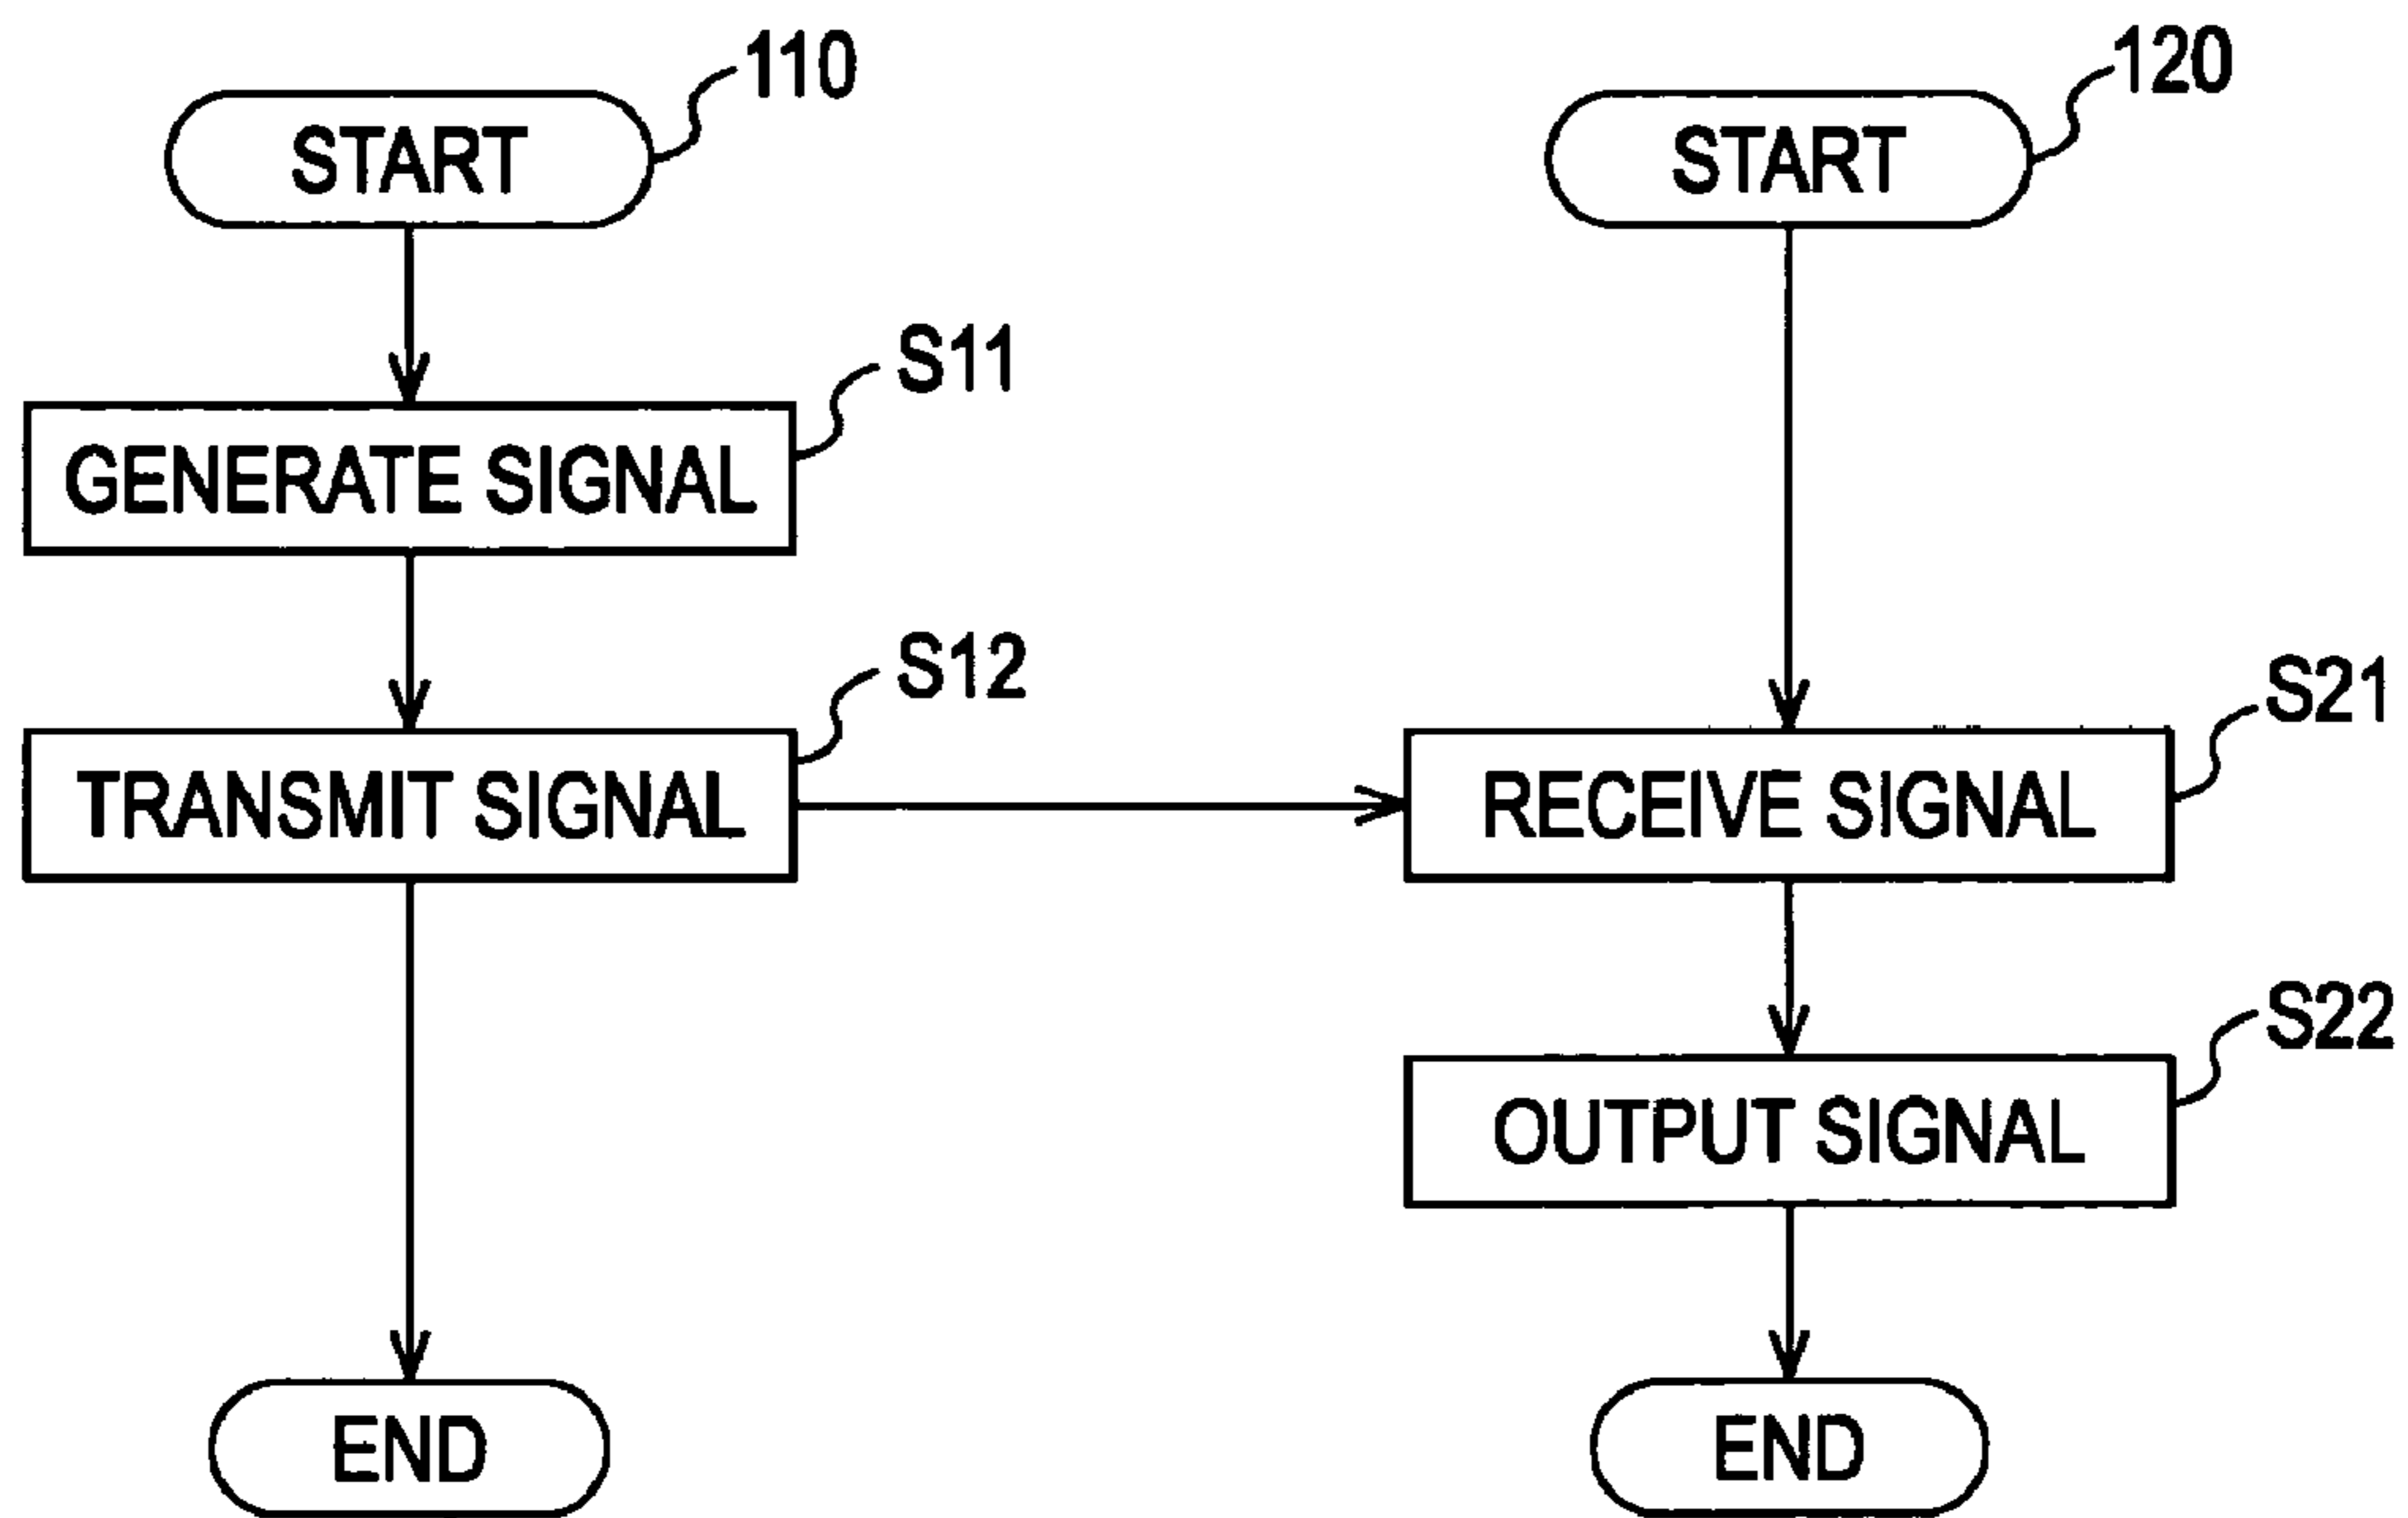 110
START
120
START
S11
GENERATE SIGNAL
S12
TRANSMIT SIGNAL
S21
RECEIVE SIGNAL
S22
OUTPUT SIGNAL
END
END